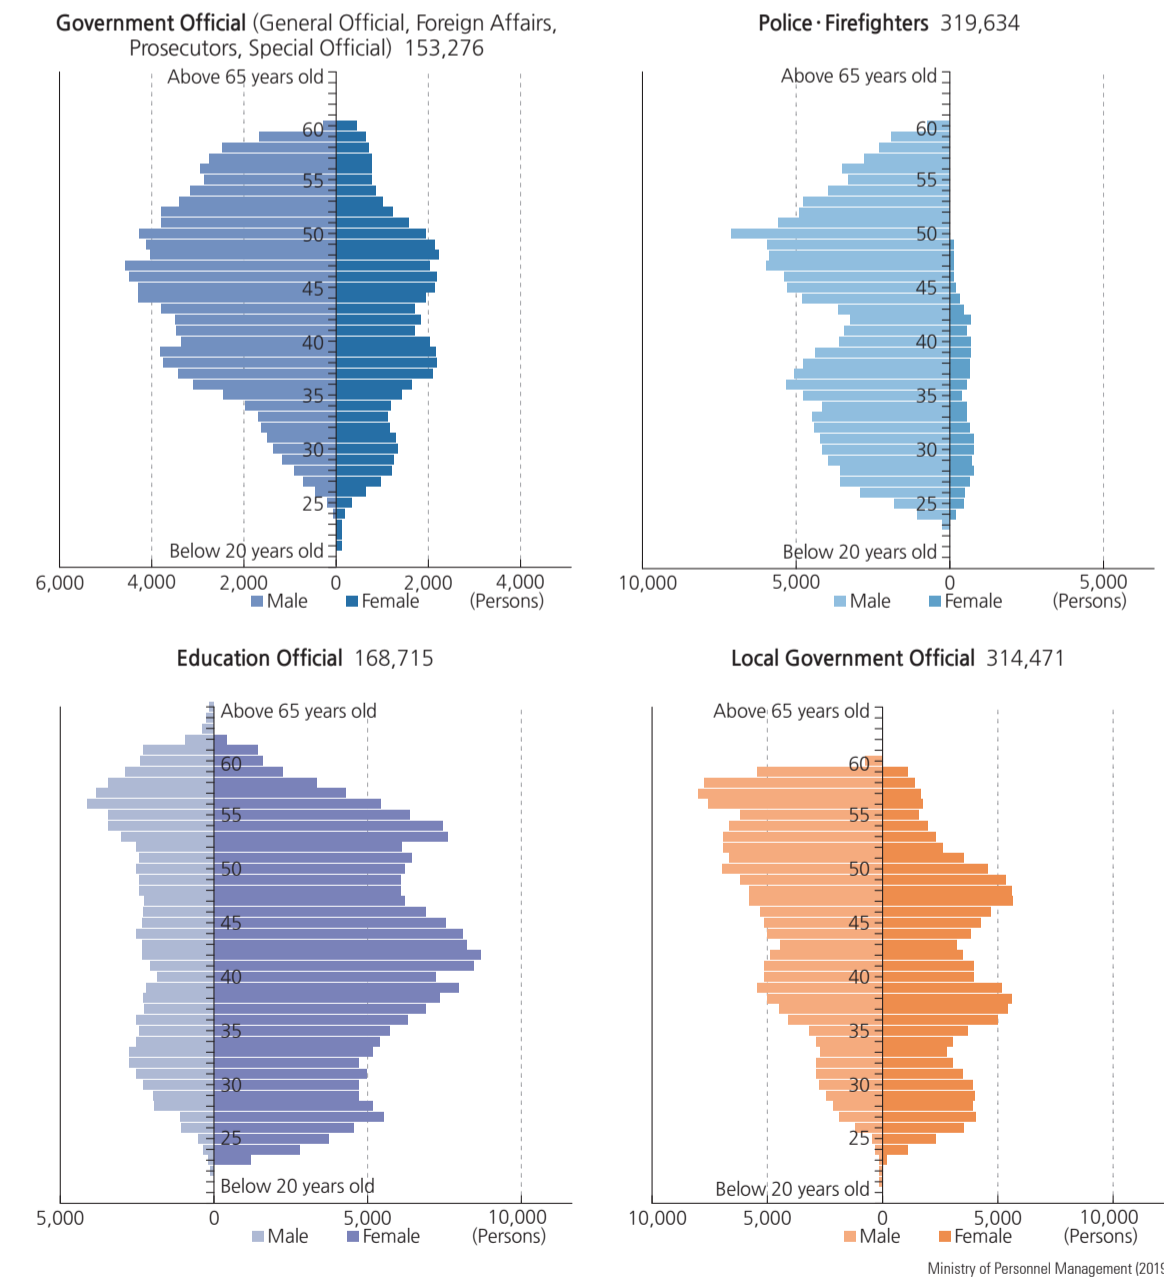 Government Official (General Official, Foreign Affairs,
Prosecutors, Special Official) 153,276
Above 65 years old
60
55
50
45
40
35
30
25
Below 20 years old
6,000 4,000 2,000 0 2,000 4,000
Male Female (Persons)
Police · Firefighters 319,634
Above 65 years old
60
55
50
45
40
35
30
25
Below 20 years old
10,000 5,000 0 5,000
Male Female (Persons)
Education Official 168,715
Above 65 years old
60
55
50
45
40
35
30
25
Below 20 years old
5,000 0 5,000 10,000
Male Female (Persons)
Local Government Official 314,471
Above 65 years old
60
55
50
45
40
35
30
25
Below 20 years old
10,000 5,000 0 5,000 10,000
Male Female (Persons)
Ministry of Personnel Management (2019